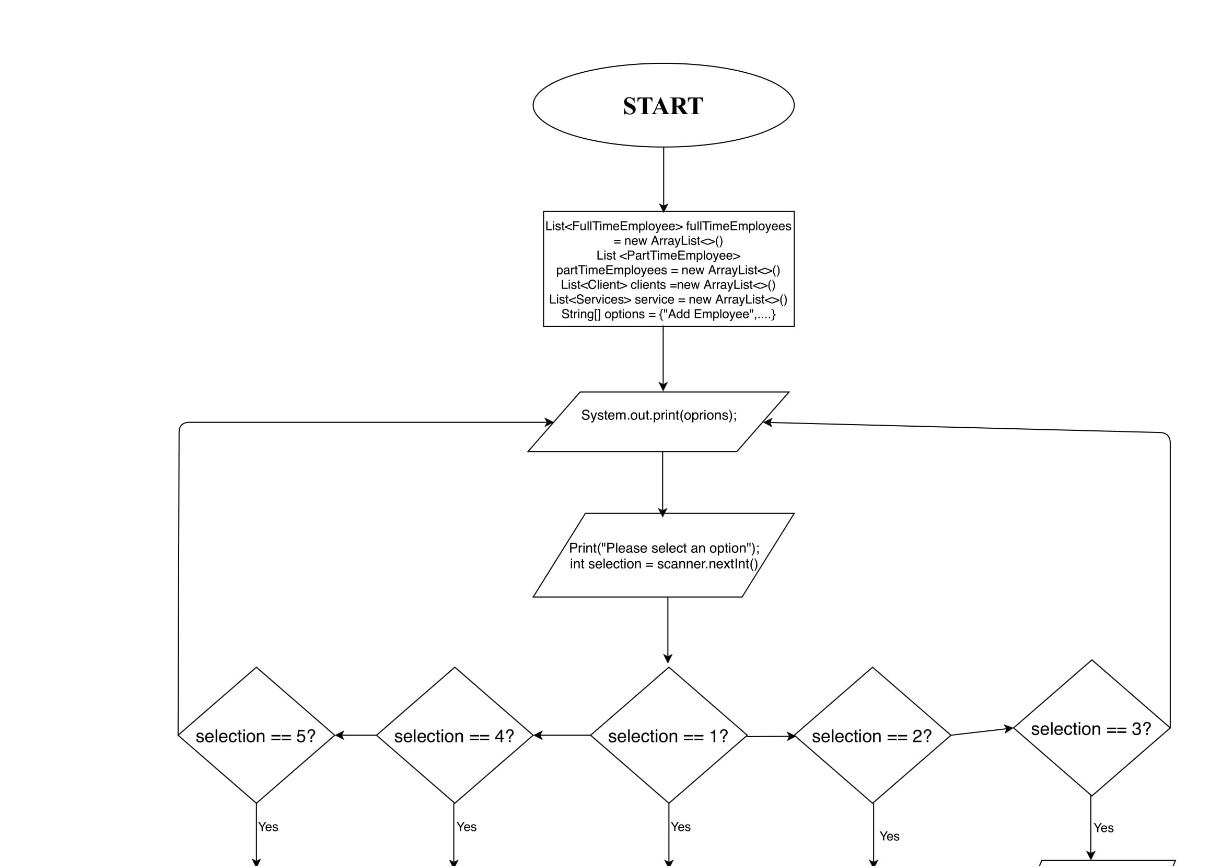 START
List<FullTimeEmployee> fullTimeEmployees
= new ArrayList<>()
List <PartTimeEmployee>
partTimeEmployees = new ArrayList<>()
List<Client> clients =new ArrayList<>()
List<Services> service = new ArrayList<>()
String[] options = {"Add Employee",....}
System.out.print(oprions);
Print("Please select an option");
int selection = scanner.nextInt()
selection == 5?
selection == 4?
selection == 1?
selection == 2?
selection == 3?
Yes
Yes
Yes
Yes
Yes